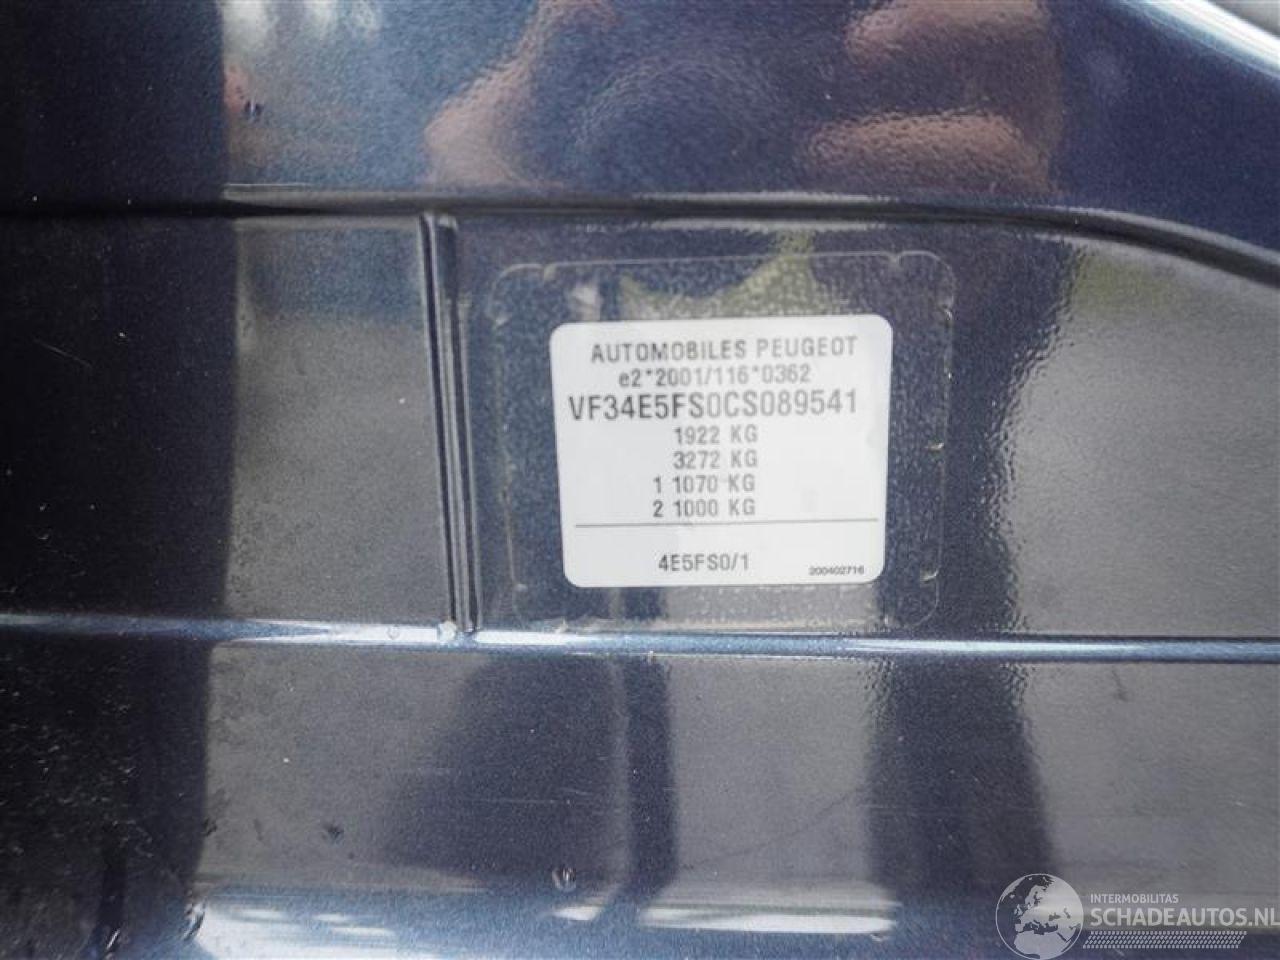 AUTOMOBILES PEUGEOT
e2*2001/116*0362
VF34E5FS0CS089541
1922 KG
3272 KG
1 1070 KG
2 1000 KG
4E5FS0/1
200402716
INTERMOBILITAS
SCHADEAUTOS.NL